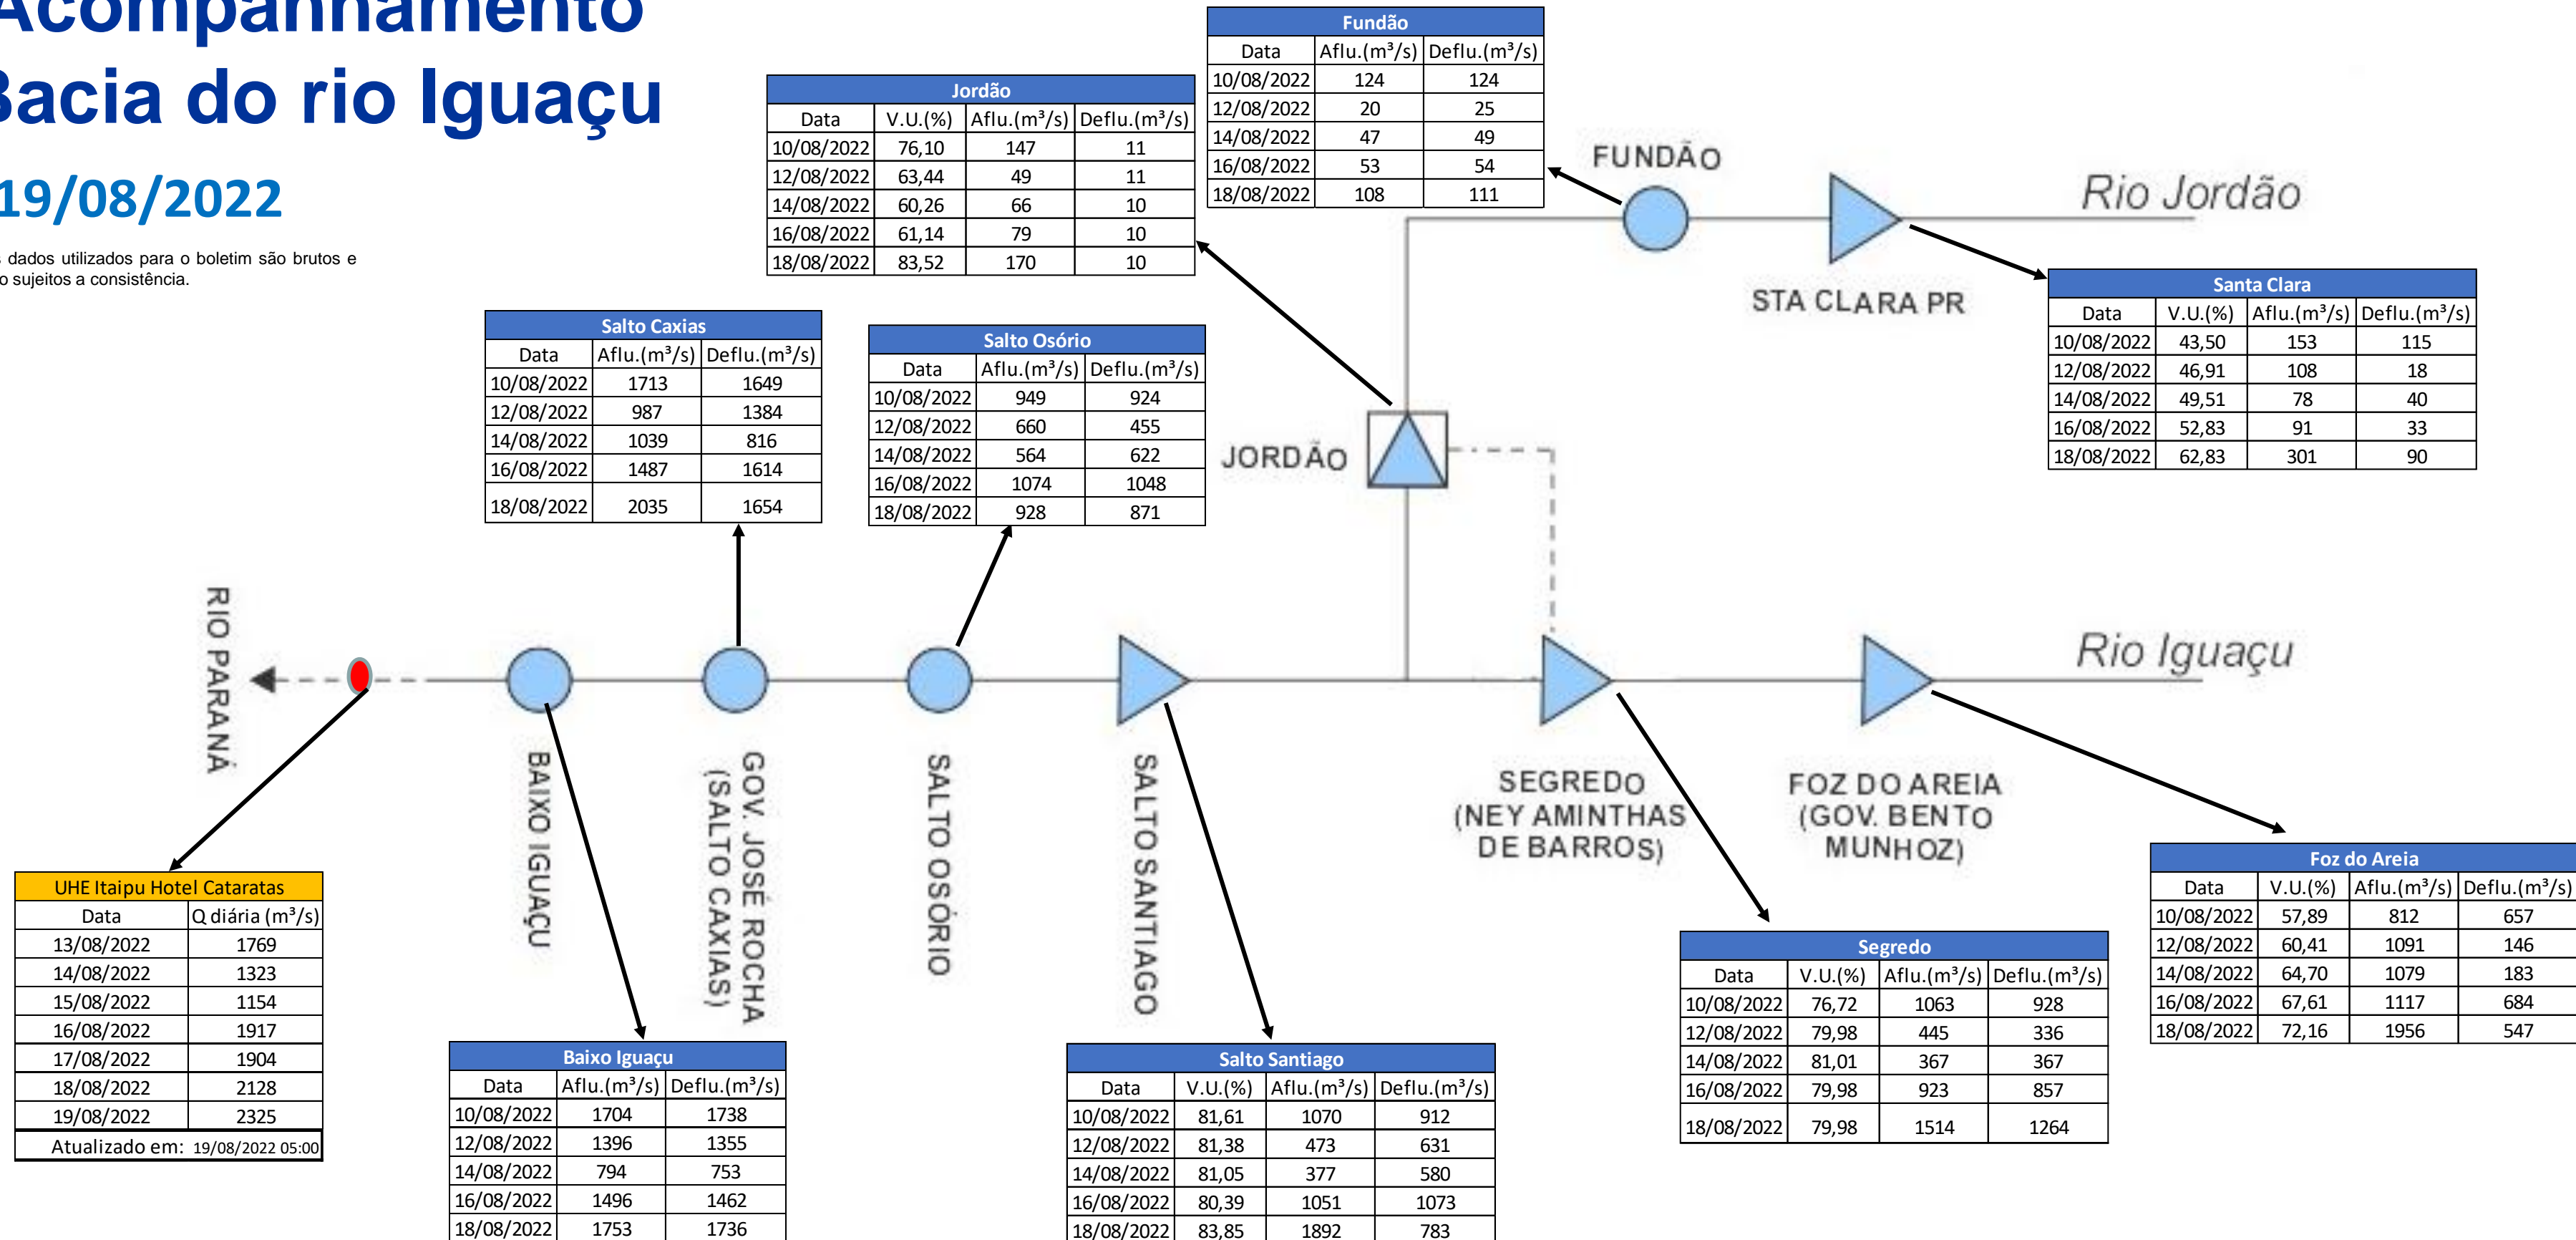 Acompanhamento
Bacia do rio Iguaçu
19/08/2022
s dados utilizados para o boletim são brutos e
o sujeitos a consistência.
Fundão
Data Aflu.(m³/s) Deflu.(m³/s)
10/08/2022 124 124
12/08/2022 20 25
14/08/2022 47 49
16/08/2022 53 54
18/08/2022 108 111
Jordão
Data V.U.(%) Aflu.(m³/s) Deflu.(m³/s)
10/08/2022 76,10 147 11
12/08/2022 63,44 49 11
14/08/2022 60,26 66 10
16/08/2022 61,14 79 10
18/08/2022 83,52 170 10
FUNDÃO
Rio Jordão
STA CLARA PR
Santa Clara
Data V.U.(%) Aflu.(m³/s) Deflu.(m³/s)
10/08/2022 43,50 153 115
12/08/2022 46,91 108 18
14/08/2022 49,51 78 40
16/08/2022 52,83 91 33
18/08/2022 62,83 301 90
Salto Caxias
Data Aflu.(m³/s) Deflu.(m³/s)
10/08/2022 1713 1649
12/08/2022 987 1384
14/08/2022 1039 816
16/08/2022 1487 1614
18/08/2022 2035 1654
Salto Osório
Data Aflu.(m³/s) Deflu.(m³/s)
10/08/2022 949 924
12/08/2022 660 455
14/08/2022 564 622
16/08/2022 1074 1048
18/08/2022 928 871
JORDÃO
RIO PARANÁ
Rio Iguaçu
BAIXO IGUAÇU
GOV. JOSÉ ROCHA
(SALTO CAXIAS)
SALTO OSÓRIO
SALTO SANTIAGO
SEGREDO
(NEY AMINTHAS
DE BARROS)
FOZ DO AREIA
(GOV. BENTO
MUNHOZ)
UHE Itaipu Hotel Cataratas
Data Q diária (m³/s)
13/08/2022 1769
14/08/2022 1323
15/08/2022 1154
16/08/2022 1917
17/08/2022 1904
18/08/2022 2128
19/08/2022 2325
Atualizado em: 19/08/2022 05:00
Baixo Iguaçu
Data Aflu.(m³/s) Deflu.(m³/s)
10/08/2022 1704 1738
12/08/2022 1396 1355
14/08/2022 794 753
16/08/2022 1496 1462
18/08/2022 1753 1736
Salto Santiago
Data V.U.(%) Aflu.(m³/s) Deflu.(m³/s)
10/08/2022 81,61 1070 912
12/08/2022 81,38 473 631
14/08/2022 81,05 377 580
16/08/2022 80,39 1051 1073
18/08/2022 83,85 1892 783
Segredo
Data V.U.(%) Aflu.(m³/s) Deflu.(m³/s)
10/08/2022 76,72 1063 928
12/08/2022 79,98 445 336
14/08/2022 81,01 367 367
16/08/2022 79,98 923 857
18/08/2022 79,98 1514 1264
Foz do Areia
Data V.U.(%) Aflu.(m³/s) Deflu.(m³/s)
10/08/2022 57,89 812 657
12/08/2022 60,41 1091 146
14/08/2022 64,70 1079 183
16/08/2022 67,61 1117 684
18/08/2022 72,16 1956 547